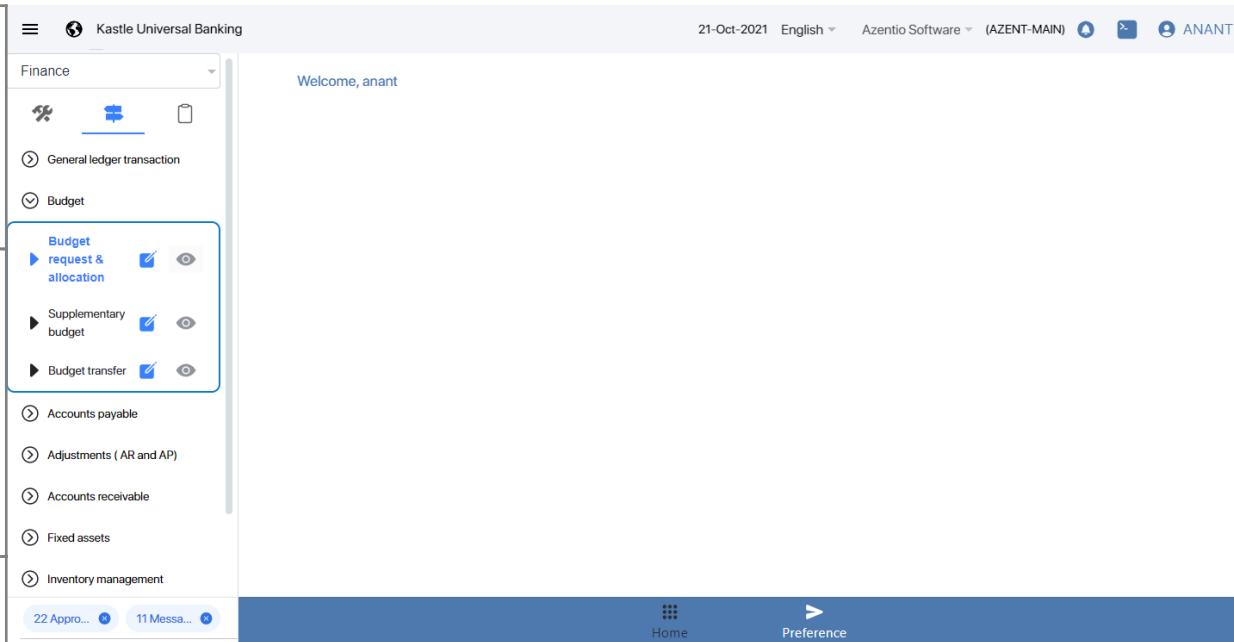 Kastle Universal Banking
21-Oct-2021 English Azentio Software (AZENT-MAIN) ANANT
Finance
Welcome, anant
General ledger transaction
Budget
Budget
request &
allocation
Supplementary
budget
Budget transfer
Accounts payable
Adjustments ( AR and AP)
Accounts receivable
Fixed assets
Inventory management
22 Appro... 11 Messa...
Home Preference